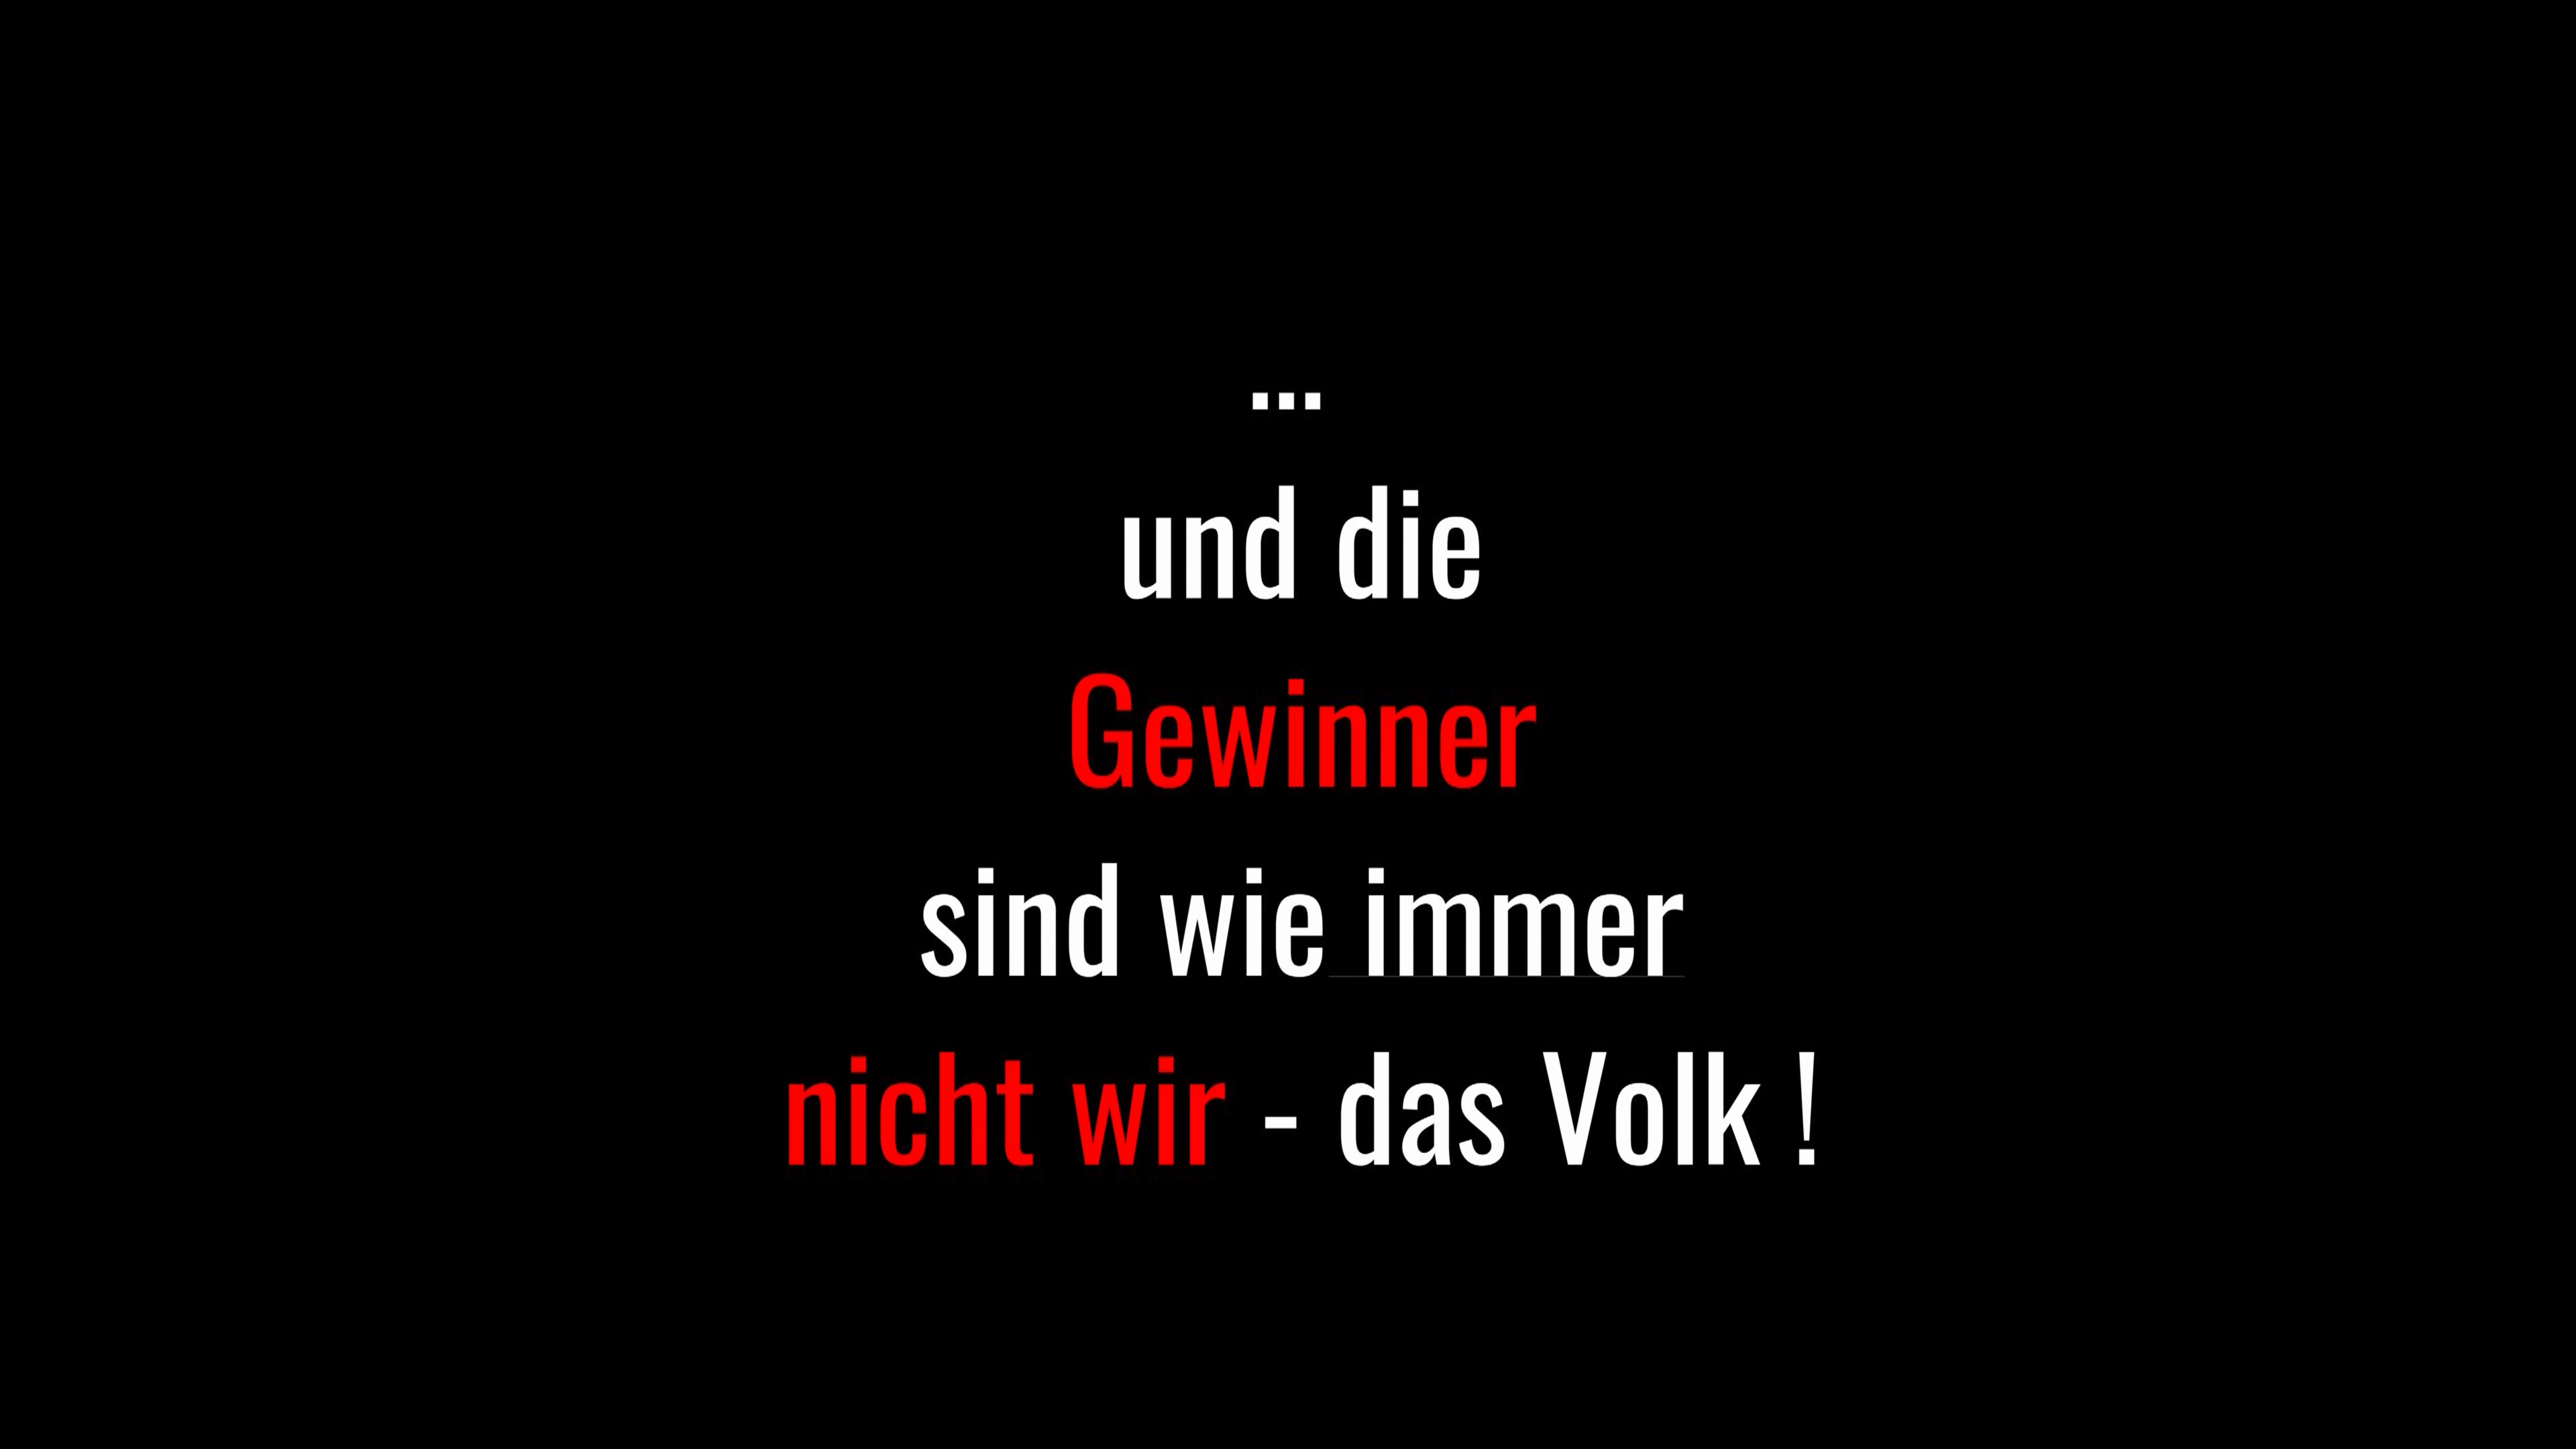 ...
und die
Gewinner
sind wie immer
nicht wir - das Volk !